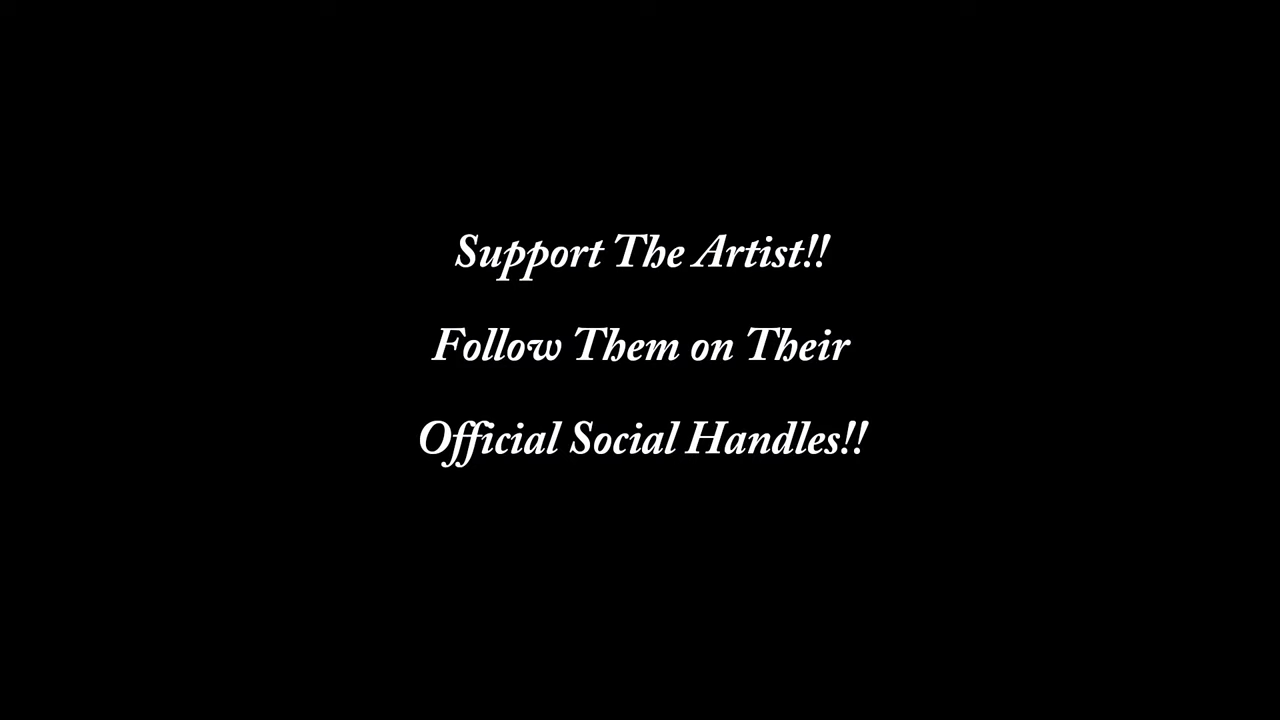 Support The Artist!!
Follow Them on Their
Official Social Handles!!